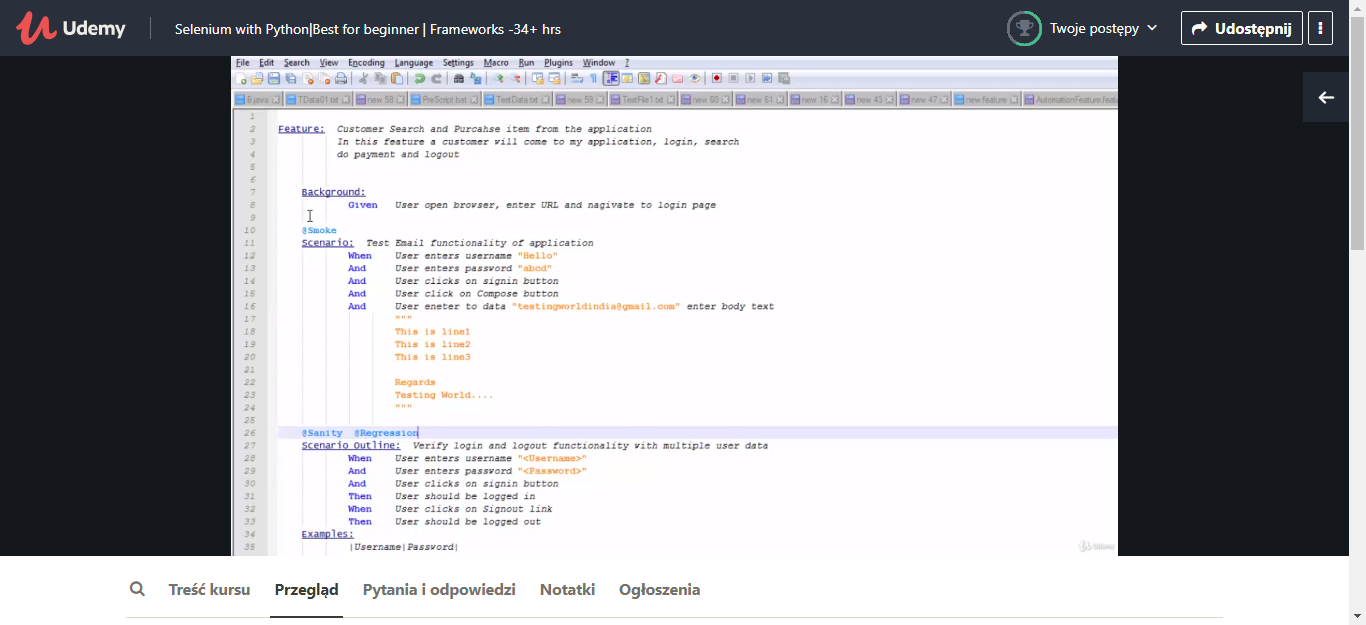 Udemy
Selenium with Python|Best for beginner | Frameworks -34+ hrs
Twoje postępy
Udostępnij
File Edit Search View Encoding Language Settings Macro Run Plugins Window ?
B.java TData01.txt new 58 PreScript.bat TestData.txt new 59 TestFile1.txt new 60 new 61 new 16 new 43 new 47 new feature AutomationFeature.feat
1
2 Feature: Customer Search and Purcahse item from the application
3 In this feature a customer will come to my application, login, search
4 do payment and logout
5
6
7 Background:
8 Given User open browser, enter URL and nagivate to login page
9
10 @Smoke
11 Scenario: Test Email functionality of application
12 When User enters username "Hello"
13 And User enters password "abcd"
14 And User clicks on signin button
15 And User click on Compose button
16 And User eneter to data "testingworldindia@gmail.com" enter body text
17 """
18 This is line1
19 This is line2
20 This is line3
21
22 Regards
23 Testing World....
24 """
25
26 @Sanity @Regression
27 Scenario Outline: Verify login and logout functionality with multiple user data
28 When User enters username "<Username>"
29 And User enters password "<Password>"
30 And User clicks on signin button
31 Then User should be logged in
32 When User clicks on Signout link
33 Then User should be logged out
34 Examples:
35 |Username|Password|
Udemy
Treść kursu
Przegląd
Pytania i odpowiedzi
Notatki
Ogłoszenia